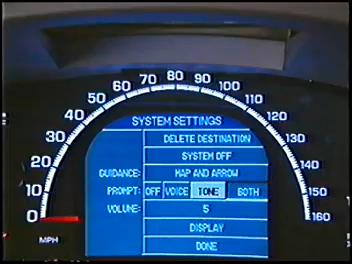 SYSTEM SETTINGS
DELETE DESTINATION
SYSTEM OFF
GUIDANCE: MAP AND ARROW
PROMPT: OFF VOICE TONE BOTH
VOLUME: 5
DISPLAY
DONE
0 10 20 30 40 50 60 70 80 90 100 110 120 130 140 150 160
MPH